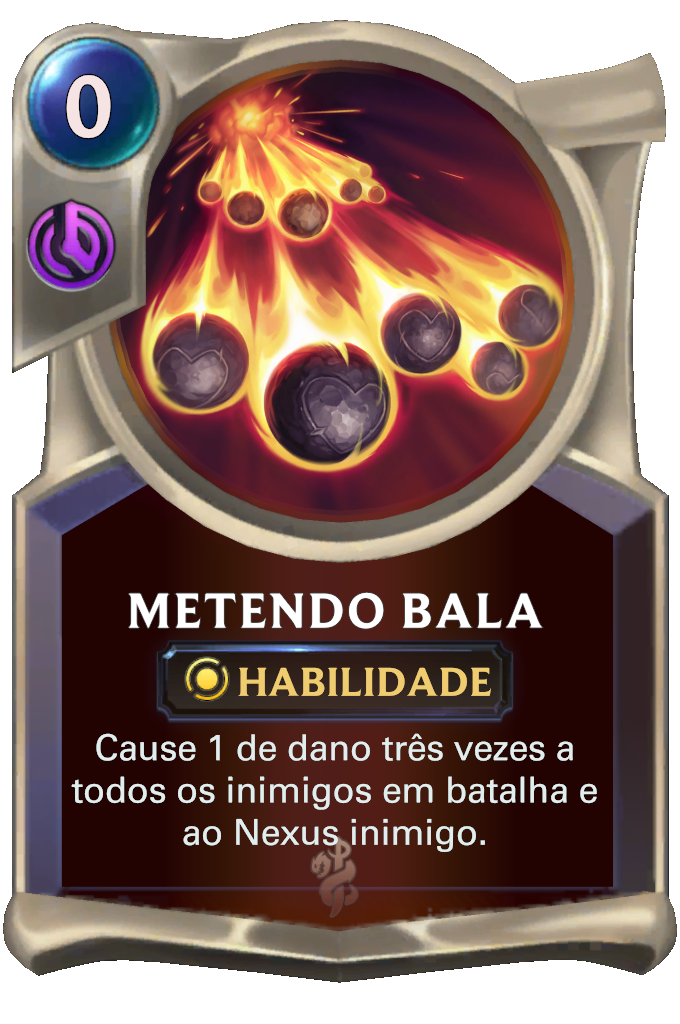 0
METENDO BALA
HABILIDADE
Cause 1 de dano três vezes a
todos os inimigos em batalha e
ao Nexus inimigo.